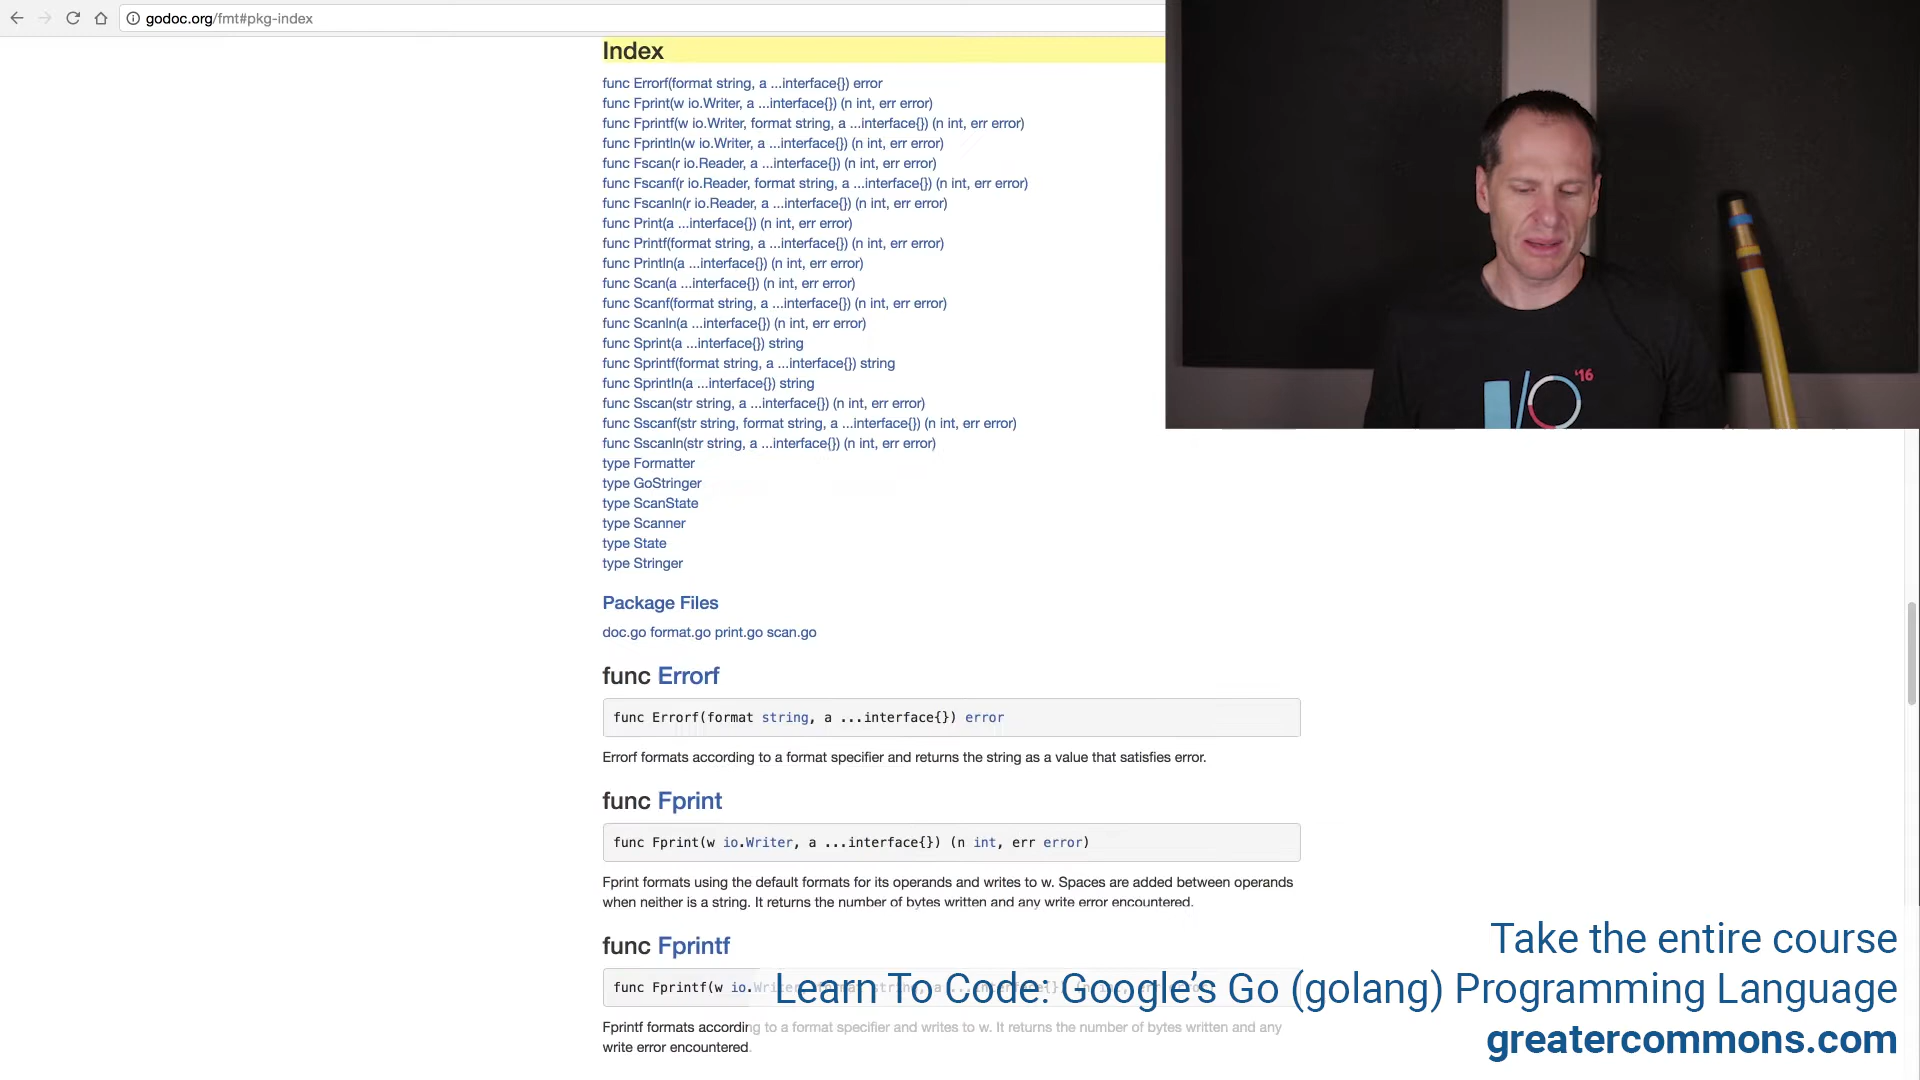 godoc.org/fmt#pkg-index
Index
func Errorf(format string, a ...interface{}) error
func Fprint(w io.Writer, a ...interface{}) (n int, err error)
func Fprintf(w io.Writer, format string, a ...interface{}) (n int, err error)
func Fprintln(w io.Writer, a ...interface{}) (n int, err error)
func Fscan(r io.Reader, a ...interface{}) (n int, err error)
func Fscanf(r io.Reader, format string, a ...interface{}) (n int, err error)
func Fscanln(r io.Reader, a ...interface{}) (n int, err error)
func Print(a ...interface{}) (n int, err error)
func Printf(format string, a ...interface{}) (n int, err error)
func Println(a ...interface{}) (n int, err error)
func Scan(a ...interface{}) (n int, err error)
func Scanf(format string, a ...interface{}) (n int, err error)
func Scanln(a ...interface{}) (n int, err error)
func Sprint(a ...interface{}) string
func Sprintf(format string, a ...interface{}) string
func Sprintln(a ...interface{}) string
func Sscan(str string, a ...interface{}) (n int, err error)
func Sscanf(str string, format string, a ...interface{}) (n int, err error)
func Sscanln(str string, a ...interface{}) (n int, err error)
type Formatter
type GoStringer
type ScanState
type Scanner
type State
type Stringer
Package Files
doc.go format.go print.go scan.go
func Errorf
func Errorf(format string, a ...interface{}) error
Errorf formats according to a format specifier and returns the string as a value that satisfies error.
func Fprint
func Fprint(w io.Writer, a ...interface{}) (n int, err error)
Fprint formats using the default formats for its operands and writes to w. Spaces are added between operands
when neither is a string. It returns the number of bytes written and any write error encountered.
func Fprintf
func Fprintf(w io.Writer, format string, a ...interface{}) (n int, err error)
Fprintf formats according to a format specifier and writes to w. It returns the number of bytes written and any
write error encountered.
I/O '16
Take the entire course
Learn To Code: Google's Go (golang) Programming Language
greatercommons.com